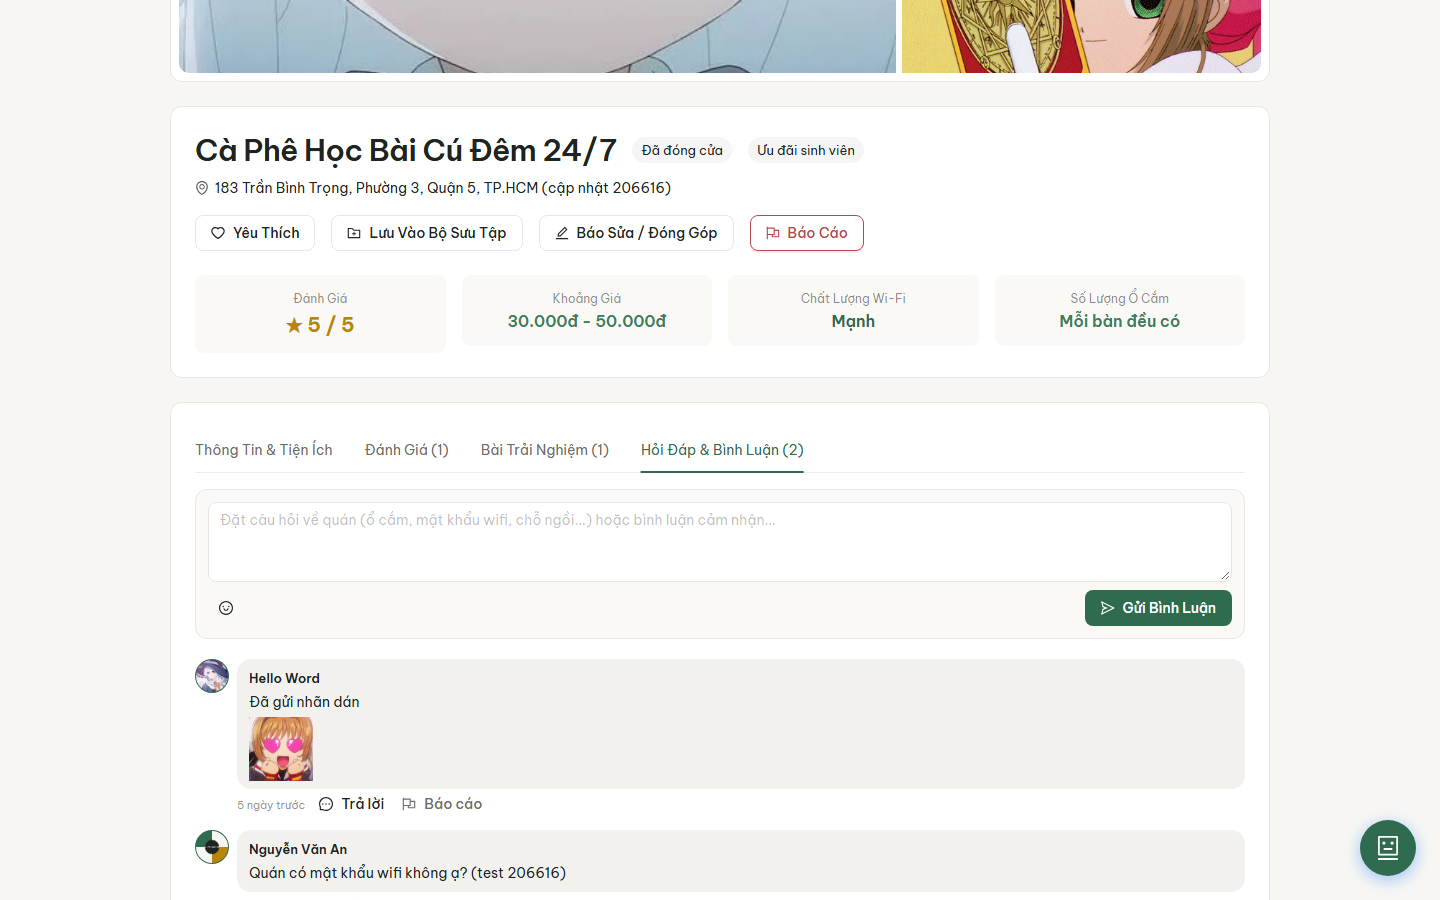 Cà Phê Học Bài Cú Đêm 24/7 Đã đóng cửa Ưu đãi sinh viên
183 Trần Bình Trọng, Phường 3, Quận 5, TP.HCM (cập nhật 206616)
Yêu Thích Lưu Vào Bộ Sưu Tập Báo Sửa / Đóng Góp Báo Cáo
Đánh Giá
★ 5 / 5
Khoảng Giá
30.000đ - 50.000đ
Chất Lượng Wi-Fi
Mạnh
Số Lượng Ổ Cắm
Mỗi bàn đều có
Thông Tin & Tiện Ích Đánh Giá (1) Bài Trải Nghiệm (1) Hỏi Đáp & Bình Luận (2)
Đặt câu hỏi về quán (ổ cắm, mật khẩu wifi, chỗ ngồi...) hoặc bình luận cảm nhận...
Gửi Bình Luận
Hello Word
Đã gửi nhãn dán
5 ngày trước Trả lời Báo cáo
Nguyễn Văn An
Quán có mật khẩu wifi không ạ? (test 206616)